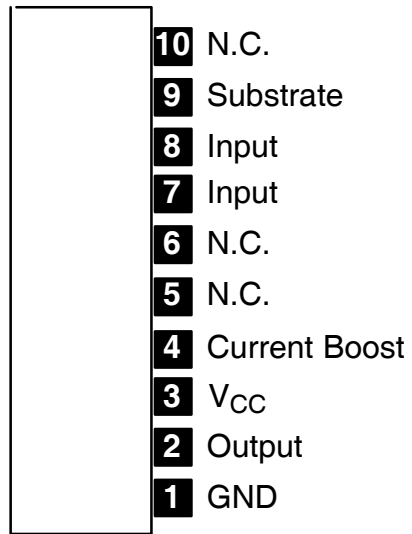 10 N.C.
9 Substrate
8 Input
7 Input
6 N.C.
5 N.C.
4 Current Boost
3 VCC
2 Output
1 GND